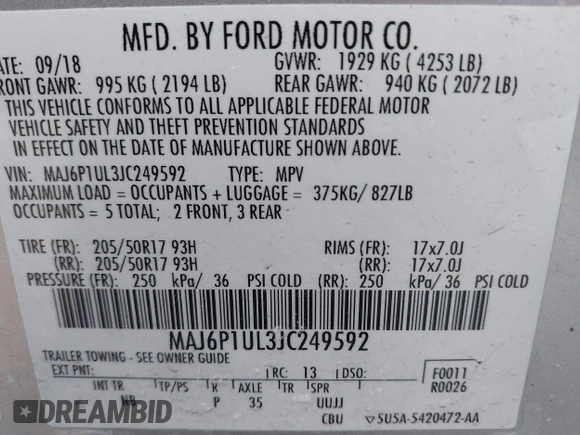 MFD. BY FORD MOTOR CO.
DATE: 09/18 GVWR: 1929 KG ( 4253 LB)
FRONT GAWR: 995 KG ( 2194 LB) REAR GAWR: 940 KG ( 2072 LB)
THIS VEHICLE CONFORMS TO ALL APPLICABLE FEDERAL MOTOR
VEHICLE SAFETY AND THEFT PREVENTION STANDARDS
IN EFFECT ON THE DATE OF MANUFACTURE SHOWN ABOVE.
VIN: MAJ6P1UL3JC249592 TYPE: MPV
MAXIMUM LOAD = OCCUPANTS + LUGGAGE = 375KG/ 827LB
OCCUPANTS = 5 TOTAL; 2 FRONT, 3 REAR
TIRE (FR): 205/50R17 93H RIMS (FR): 17x7.0J
(RR): 205/50R17 93H (RR): 17x7.0J
PRESSURE (FR): 250 kPa/ 36 PSI COLD (RR): 250 kPa/ 36 PSI COLD
MAJ6P1UL3JC249592
TRAILER TOWING - SEE OWNER GUIDE
EXT PNT: RC: 13 DSO: F0011
R0026
INT TR TP/PS R AXLE TR SPR
NB P 35 UUJJ
CBU 5U5A-5420472-AA
DREAMBID